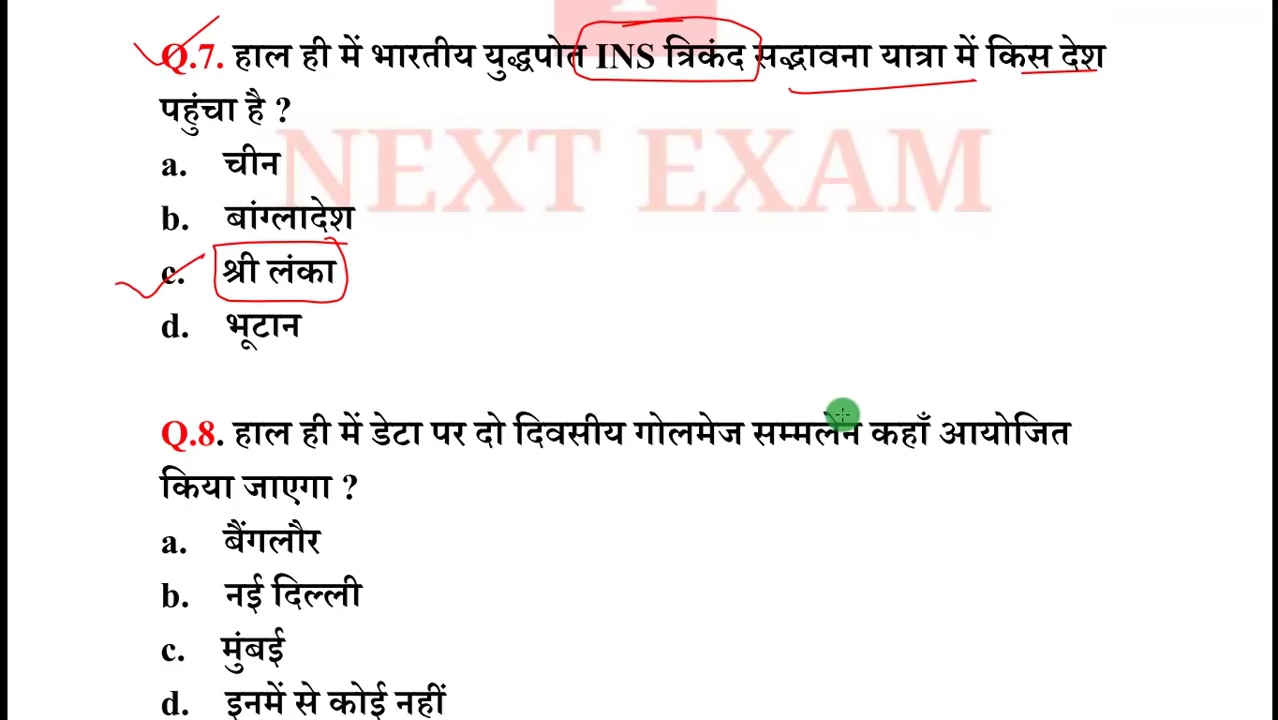 Q.7. हाल ही में भारतीय युद्धपोत INS त्रिकंद सद्भावना यात्रा में किस देश
पहुंचा है ?
NEXT EXAM
a. चीन
b. बांग्लादेश
c. श्री लंका
d. भूटान
Q.8. हाल ही में डेटा पर दो दिवसीय गोलमेज सम्मलेन कहाँ आयोजित
किया जाएगा ?
a. बैंगलौर
b. नई दिल्ली
c. मुंबई
d. इनमें से कोई नहीं